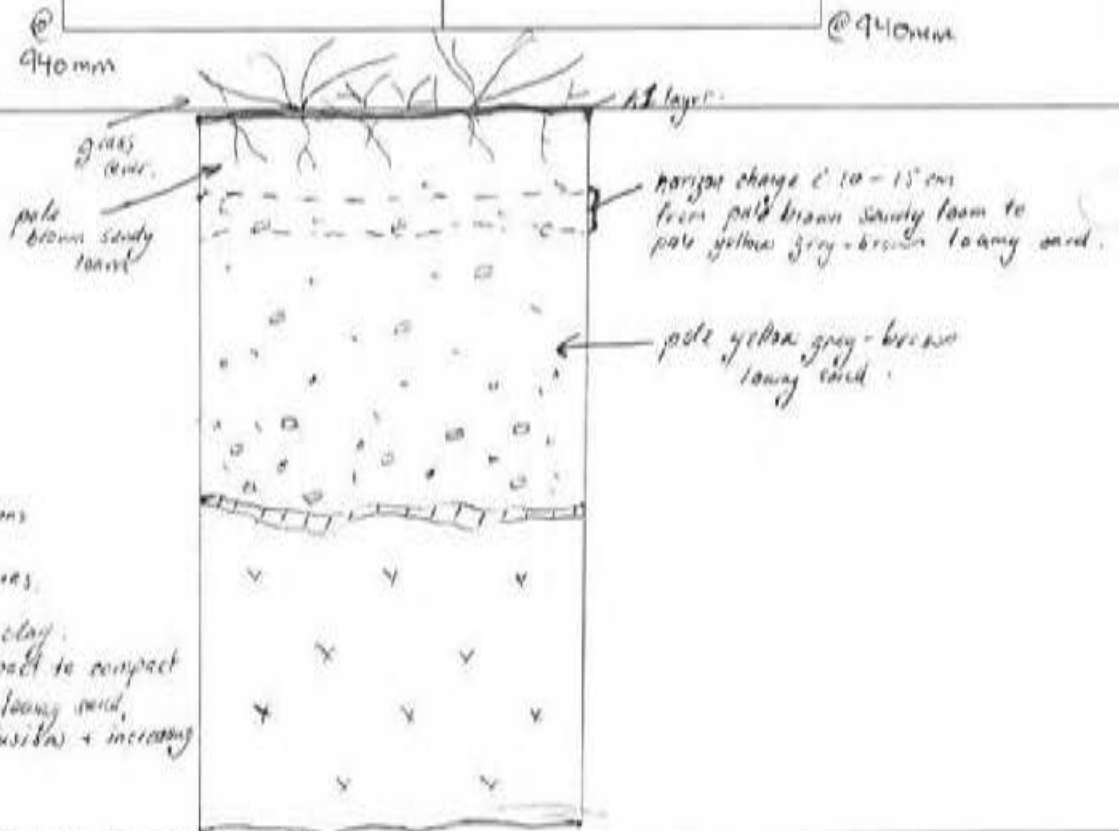 @
940mm
@ 940mm
A1 layer.
grass
cover.
pale
brown sandy
loam
horizon change @ 10-15 cm
from pale brown sandy loam to
pale yellow grey-brown loamy sand.
pale yellow grey-brown
loamy sand.
clay.
to compact
loamy sand,
+ increasing